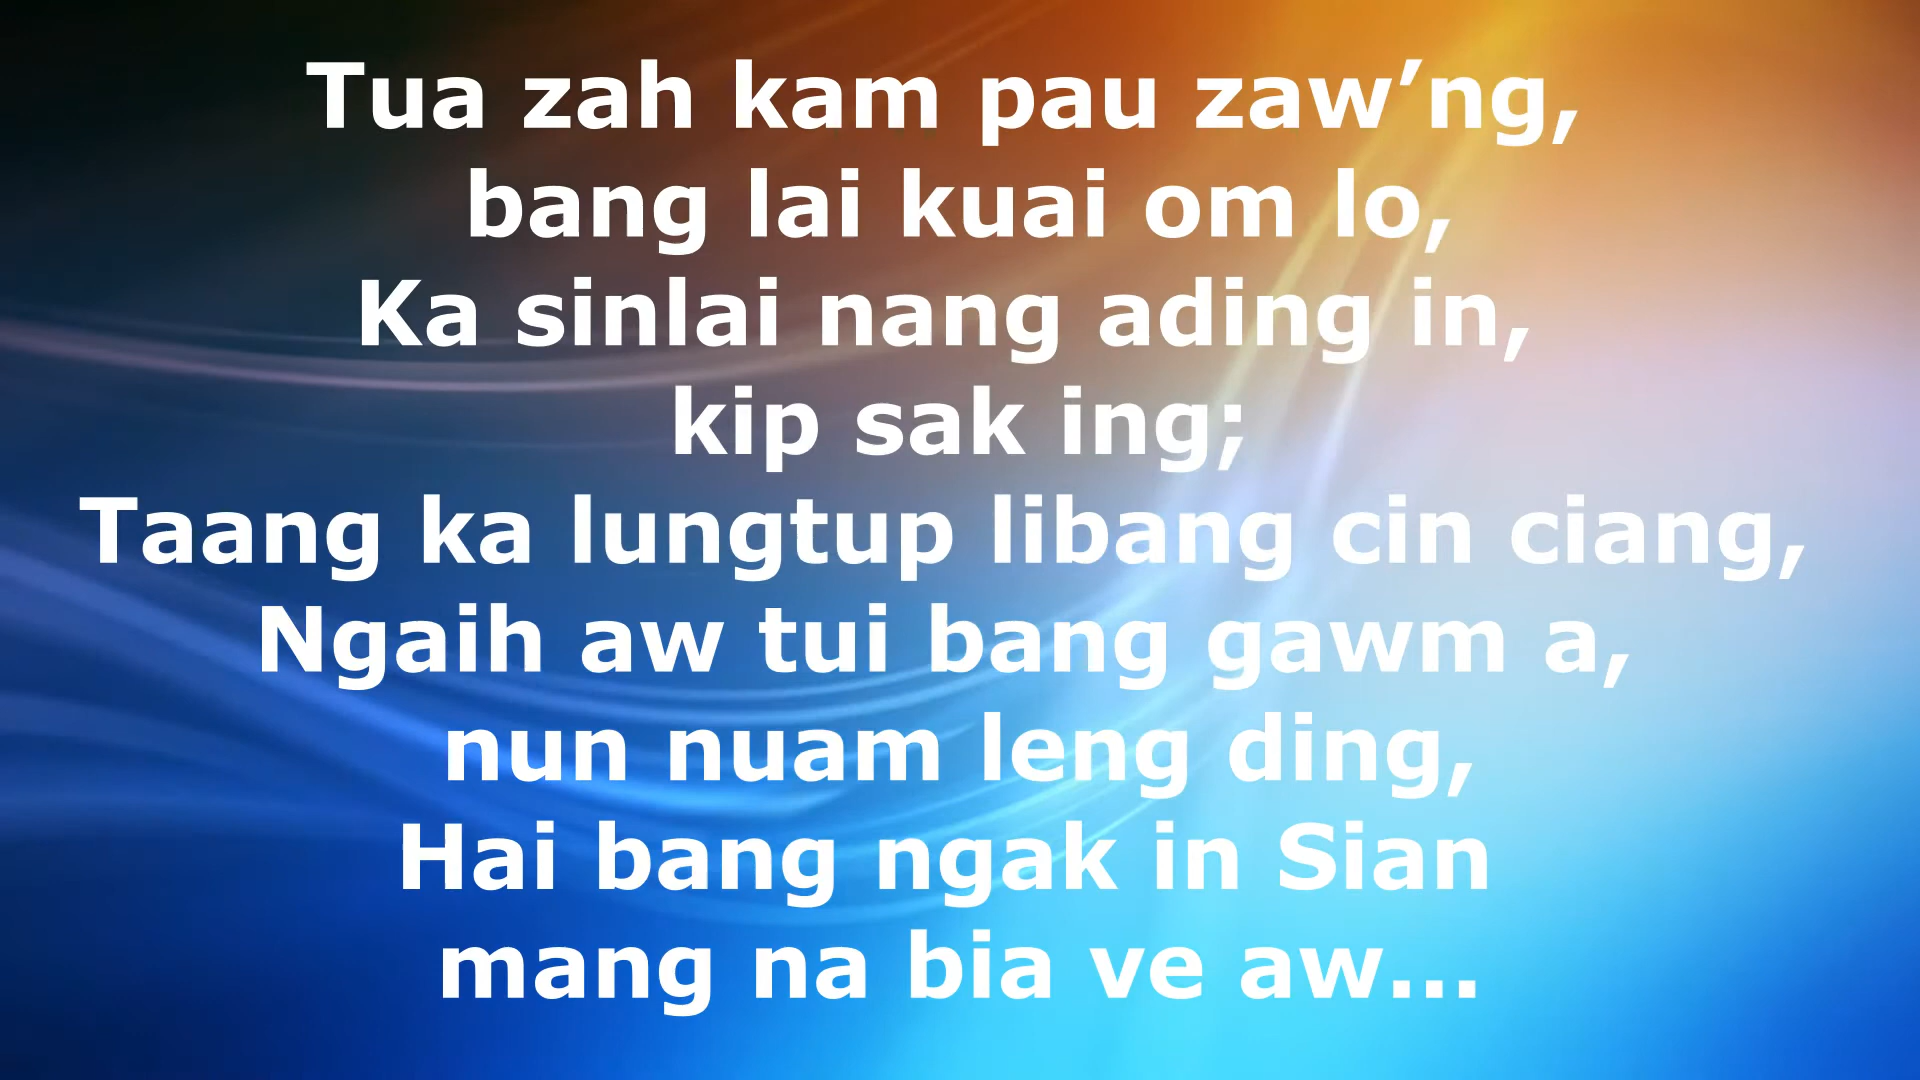 Tua zah kam pau zaw’ng,
bang lai kuai om lo,
Ka sinlai nang ading in,
kip sak ing;
Taang ka lungtup libang cin ciang,
Ngaih aw tui bang gawm a,
nun nuam leng ding,
Hai bang ngak in Sian
mang na bia ve aw...